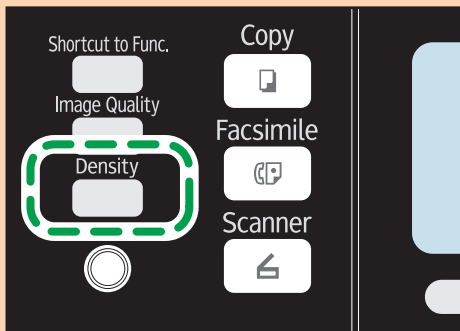 Shortcut to Func.
Image Quality
Density
Copy
Facsimile
Scanner